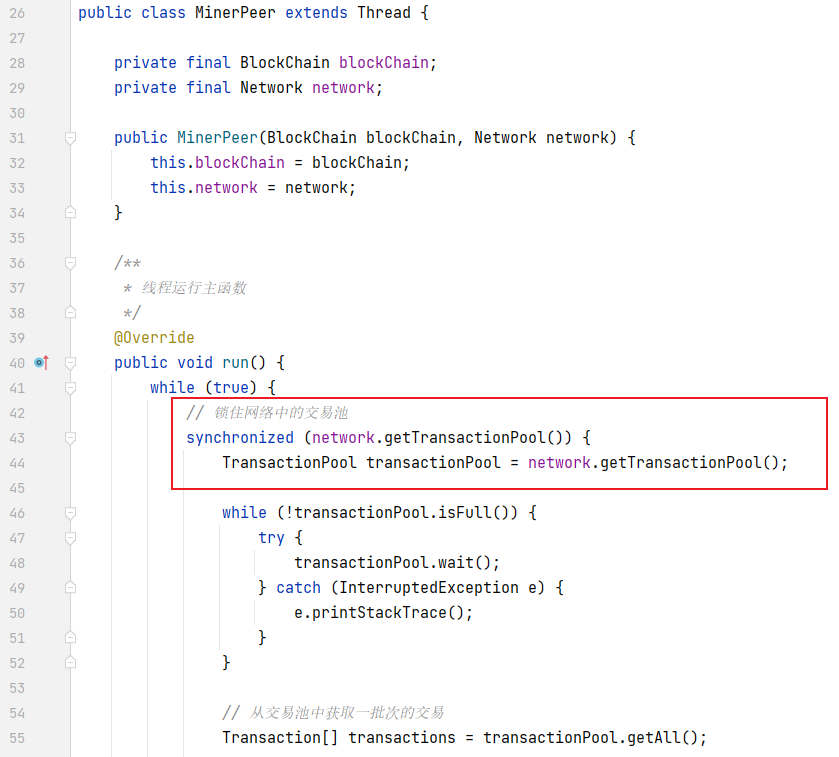 26 public class MinerPeer extends Thread {
27
28     private final BlockChain blockChain;
29     private final Network network;
30
31     public MinerPeer(BlockChain blockChain, Network network) {
32         this.blockChain = blockChain;
33         this.network = network;
34     }
35
36     /**
37      * 线程运行主函数
38      */
39     @Override
40     public void run() {
41         while (true) {
42             // 锁住网络中的交易池
43             synchronized (network.getTransactionPool()) {
44                 TransactionPool transactionPool = network.getTransactionPool();
45
46                 while (!transactionPool.isFull()) {
47                     try {
48                         transactionPool.wait();
49                     } catch (InterruptedException e) {
50                         e.printStackTrace();
51                     }
52                 }
53
54                 // 从交易池中获取一批次的交易
55                 Transaction[] transactions = transactionPool.getAll();